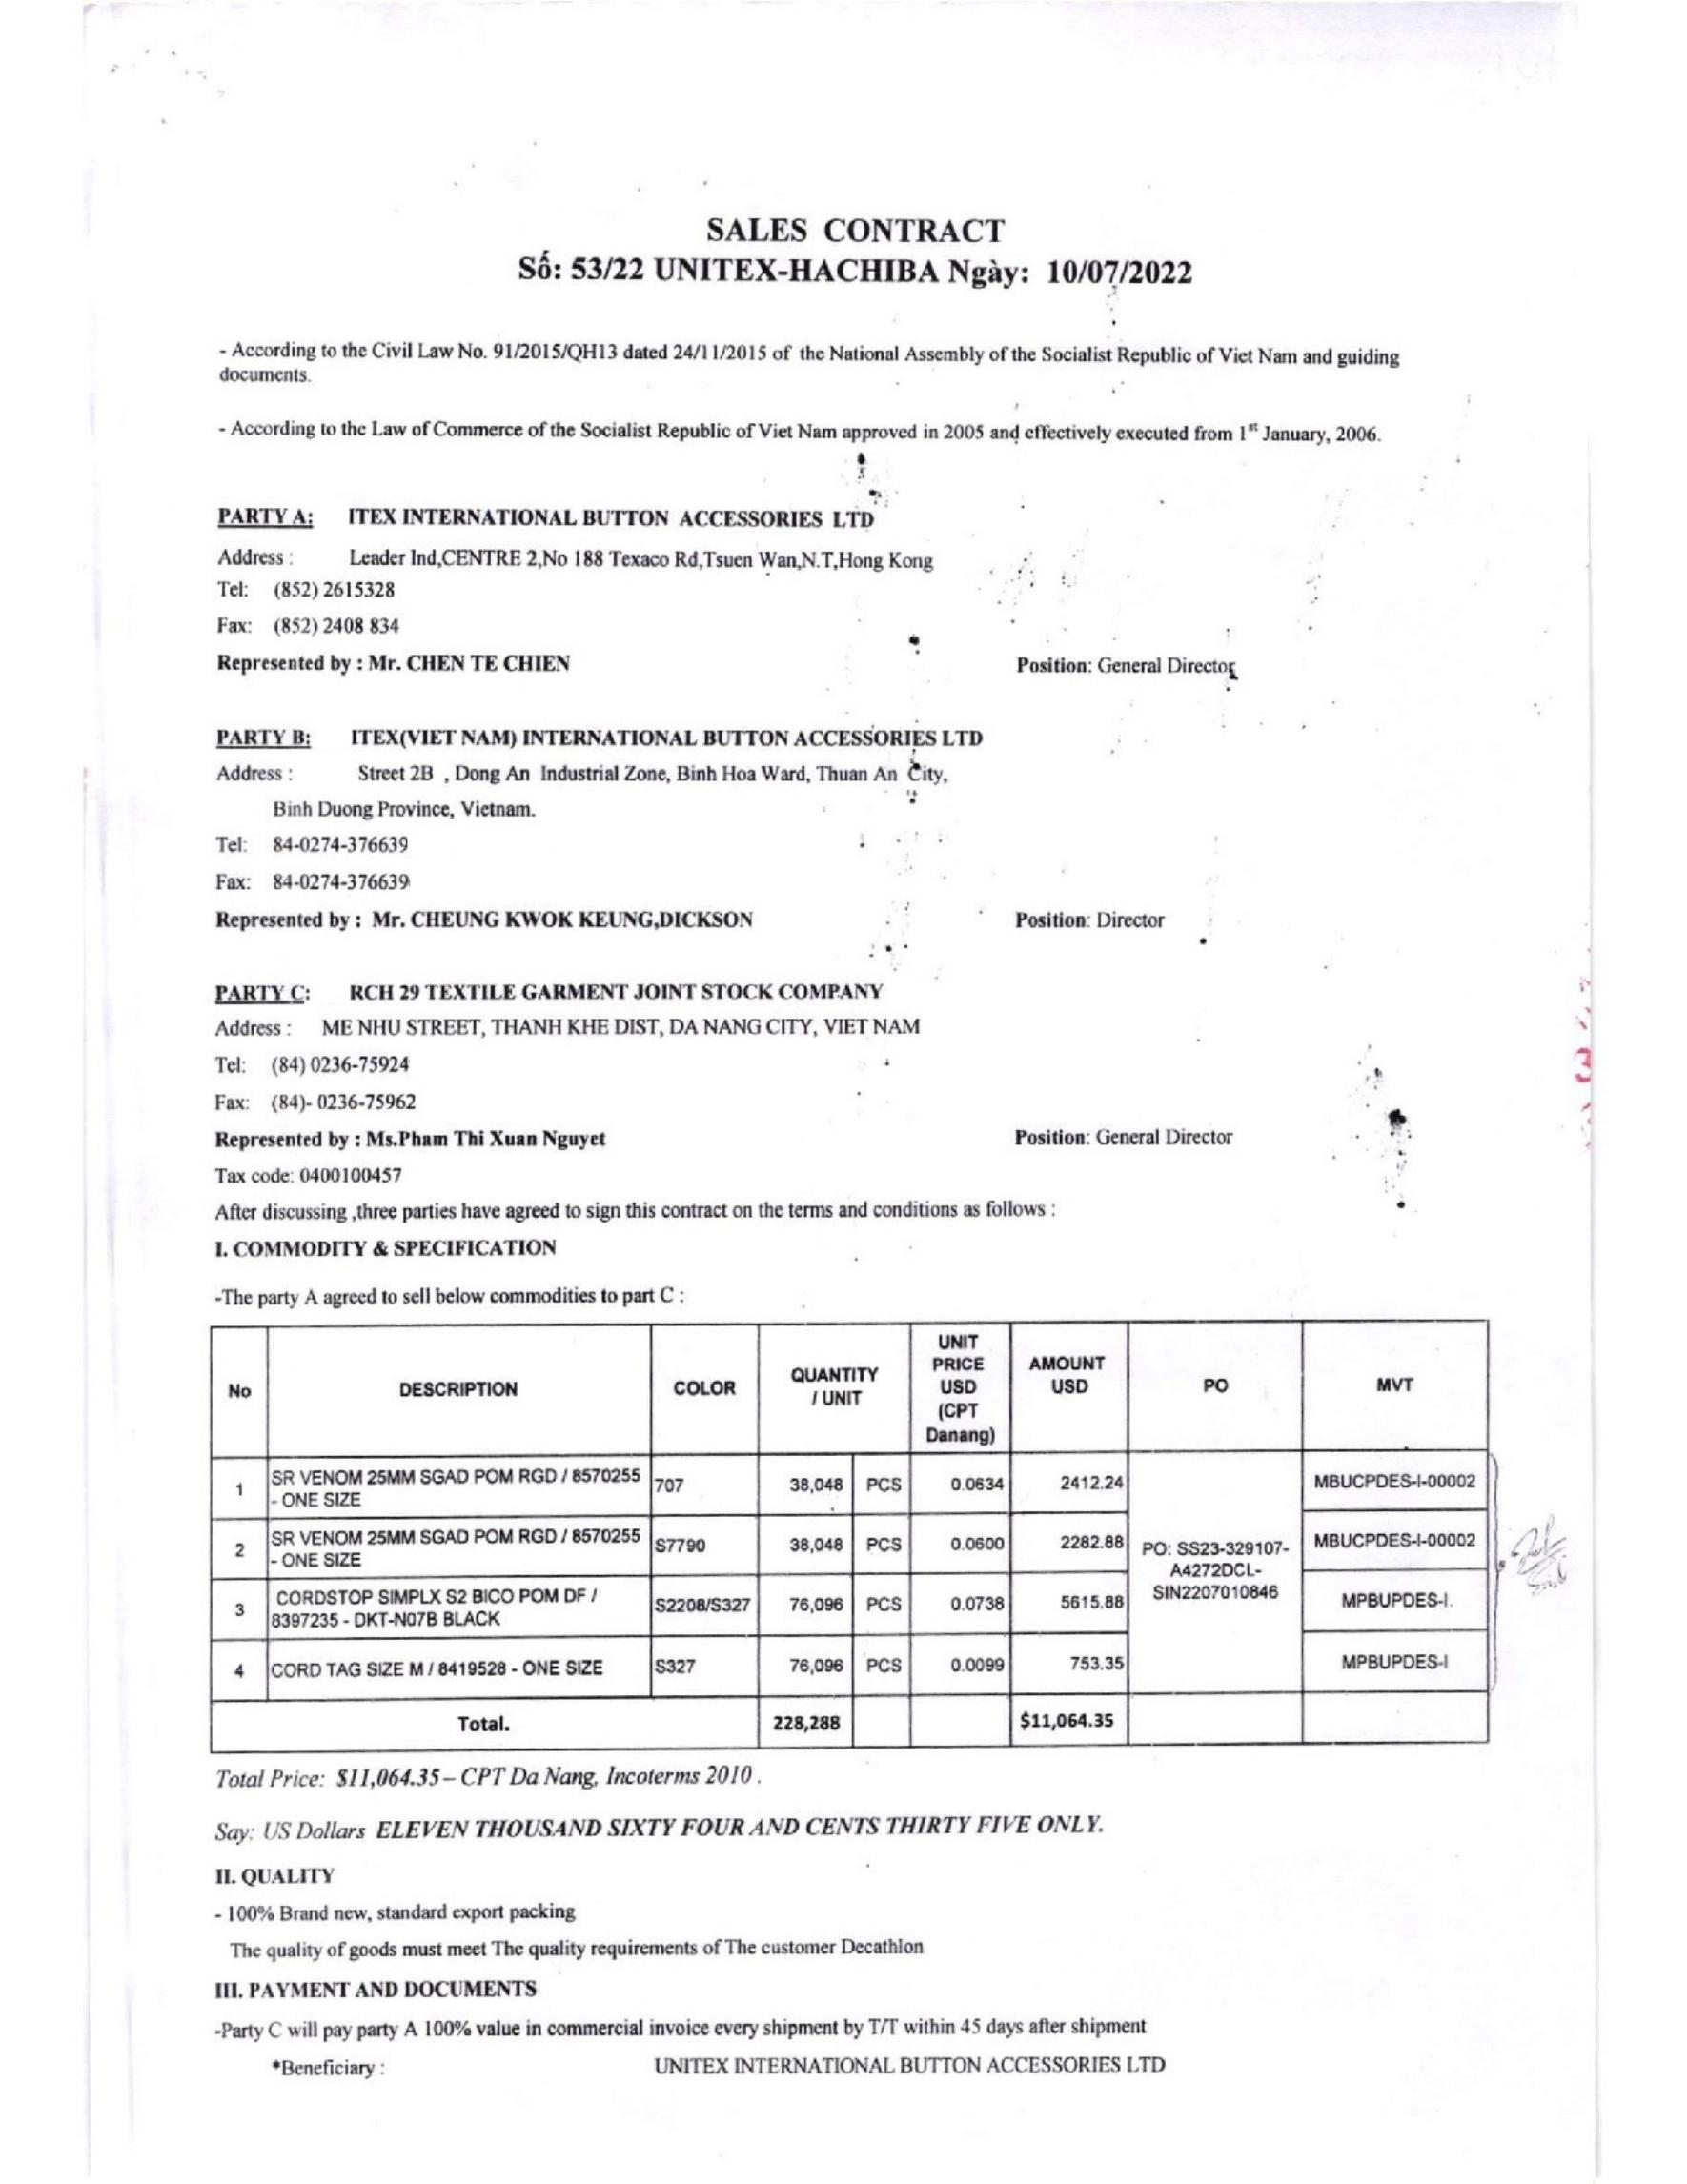 SALES CONTRACT
Số: 53/22 UNITEX-HACHIBA Ngày: 10/07/2022
- According to the Civil Law No. 91/2015/QH13 dated 24/11/2015 of the National Assembly of the Socialist Republic of Viet Nam and guiding
documents.
- According to the Law of Commerce of the Socialist Republic of Viet Nam approved in 2005 and effectively executed from 1st January, 2006.
PARTY A: ITEX INTERNATIONAL BUTTON ACCESSORIES LTD
Address : Leader Ind,CENTRE 2,No 188 Texaco Rd,Tsuen Wan,N.T,Hong Kong
Tel: (852) 2615328
Fax: (852) 2408 834
Represented by : Mr. CHEN TE CHIEN Position: General Director
PARTY B: ITEX(VIET NAM) INTERNATIONAL BUTTON ACCESSORIES LTD
Address : Street 2B , Dong An Industrial Zone, Binh Hoa Ward, Thuan An City,
Binh Duong Province, Vietnam.
Tel: 84-0274-376639
Fax: 84-0274-376639
Represented by : Mr. CHEUNG KWOK KEUNG,DICKSON Position: Director
PARTY C: RCH 29 TEXTILE GARMENT JOINT STOCK COMPANY
Address : ME NHU STREET, THANH KHE DIST, DA NANG CITY, VIET NAM
Tel: (84) 0236-75924
Fax: (84)- 0236-75962
Represented by : Ms.Pham Thi Xuan Nguyet Position: General Director
Tax code: 0400100457
After discussing ,three parties have agreed to sign this contract on the terms and conditions as follows :
I. COMMODITY & SPECIFICATION
-The party A agreed to sell below commodities to part C :
No DESCRIPTION COLOR QUANTITY / UNIT UNIT PRICE USD (CPT Danang) AMOUNT USD PO MVT
1 SR VENOM 25MM SGAD POM RGD / 8570255 - ONE SIZE 707 38,048 PCS 0.0634 2412.24 MBUCPDES-I-00002
2 SR VENOM 25MM SGAD POM RGD / 8570255 - ONE SIZE S7790 38,048 PCS 0.0600 2282.88 PO: SS23-329107-A4272DCL-SIN2207010846 MBUCPDES-I-00002
3 CORDSTOP SIMPLX S2 BICO POM DF / 8397235 - DKT-N07B BLACK S2208/S327 76,096 PCS 0.0738 5615.88 MPBUPDES-I.
4 CORD TAG SIZE M / 8419528 - ONE SIZE S327 76,096 PCS 0.0099 753.35 MPBUPDES-I
Total. 228,288 $11,064.35
Total Price: $11,064.35 – CPT Da Nang, Incoterms 2010 .
Say: US Dollars ELEVEN THOUSAND SIXTY FOUR AND CENTS THIRTY FIVE ONLY.
II. QUALITY
- 100% Brand new, standard export packing
The quality of goods must meet The quality requirements of The customer Decathlon
III. PAYMENT AND DOCUMENTS
-Party C will pay party A 100% value in commercial invoice every shipment by T/T within 45 days after shipment
*Beneficiary : UNITEX INTERNATIONAL BUTTON ACCESSORIES LTD